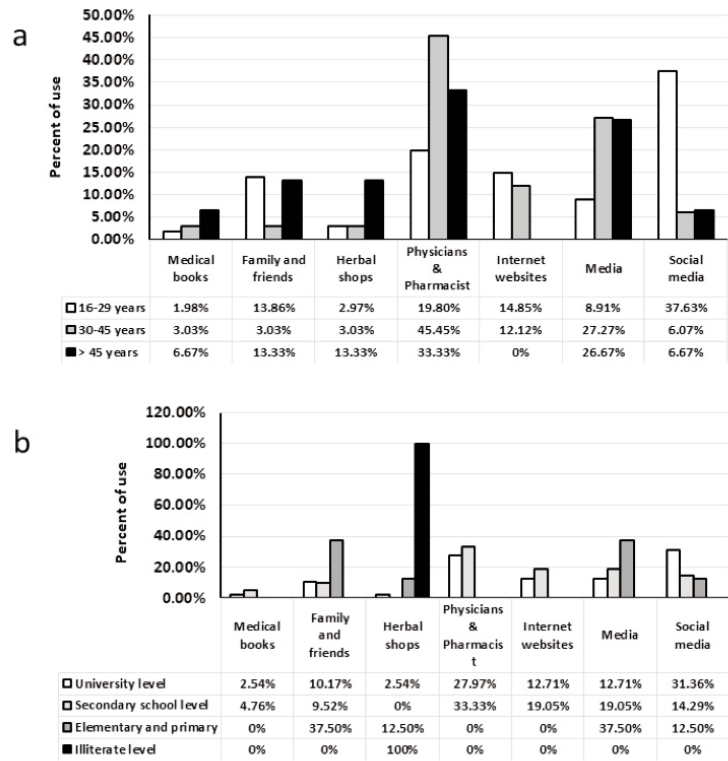 a
Percent of use
50.00%
45.00%
40.00%
35.00%
30.00%
25.00%
20.00%
15.00%
10.00%
5.00%
0.00%
Medical books
Family and friends
Herbal shops
Physicians & Pharmacist
Internet websites
Media
Social media
16-29 years 1.98% 13.86% 2.97% 19.80% 14.85% 8.91% 37.63%
30-45 years 3.03% 3.03% 3.03% 45.45% 12.12% 27.27% 6.07%
> 45 years 6.67% 13.33% 13.33% 33.33% 0% 26.67% 6.67%
b
Percent of use
120.00%
100.00%
80.00%
60.00%
40.00%
20.00%
0.00%
Medical books
Family and friends
Herbal shops
Physicians & Pharmacist
Internet websites
Media
Social media
University level 2.54% 10.17% 2.54% 27.97% 12.71% 12.71% 31.36%
Secondary school level 4.76% 9.52% 0% 33.33% 19.05% 19.05% 14.29%
Elementary and primary 0% 37.50% 12.50% 0% 0% 37.50% 12.50%
Illiterate level 0% 0% 100% 0% 0% 0% 0%